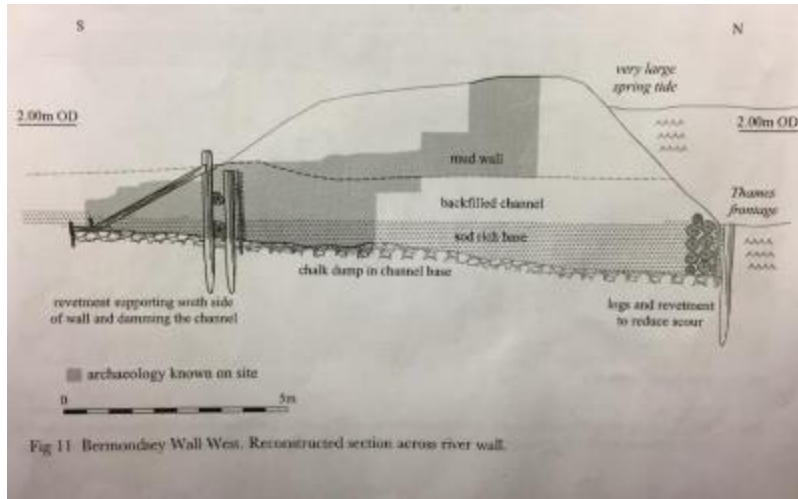 S
N
very large
spring tide
2.00m OD
2.00m OD
mud wall
Thames
frontage
backfilled channel
sod rich base
chalk dump in channel base
revetment supporting south side
of wall and damming the channel
logs and revetment
to reduce scour
archaeology known on site
0
5m
Fig 11 Bermondsey Wall West. Reconstructed section across river wall.